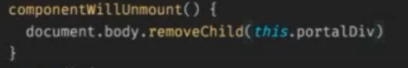 componentWillUnmount() {
document.body.removeChild(this.portalDiv)
}